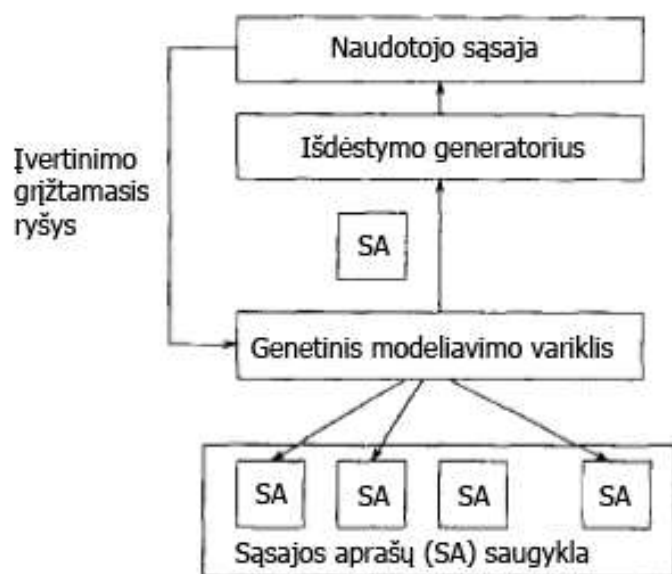 Naudotojo sąsaja
Išdėstymo generatorius
Įvertinimo
grįžtamasis
ryšys
SA
Genetinis modeliavimo variklis
SA
SA
SA
SA
Sąsajos aprašų (SA) saugykla